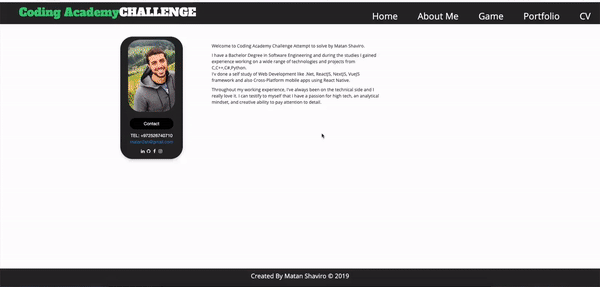 Coding AcademyCHALLENGE
Home About Me Game Portfolio CV
Welcome to Coding Academy Challenge Attempt to solve by Matan Shaviro.
I have a Bachelor Degree in Software Engineering and during the studies I gained
experience working on a wide range of technologies and projects from
C,C++,C#,Python.
I'v done a self study of Web Development like .Net, ReactJS, NextJS, VueJS
framework and also Cross-Platform mobile apps using React Native.
Throughout my working experience, I've always been on the technical side and I
really love it. I can testify to myself that I have a passion for high tech, an analytical
mindset, and creative ability to pay attention to detail.
Contact
TEL: +972526740710
Created By Matan Shaviro © 2019